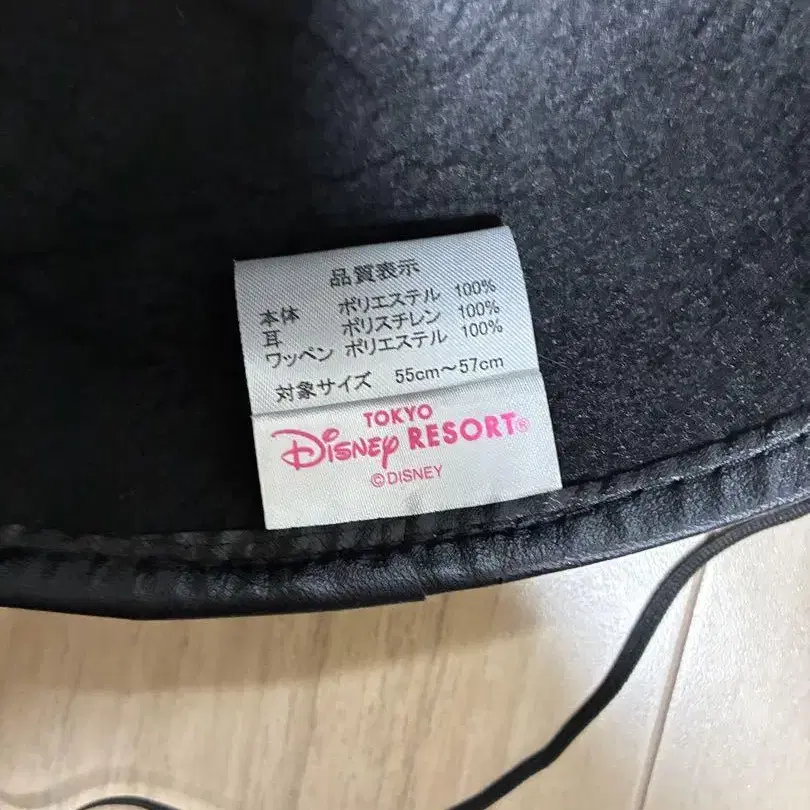 品質表示
本体 ポリエステル 100%
耳 ポリスチレン 100%
ワッペン ポリエステル 100%
対象サイズ 55cm〜57cm
TOKYO
Disney RESORT®
©DISNEY